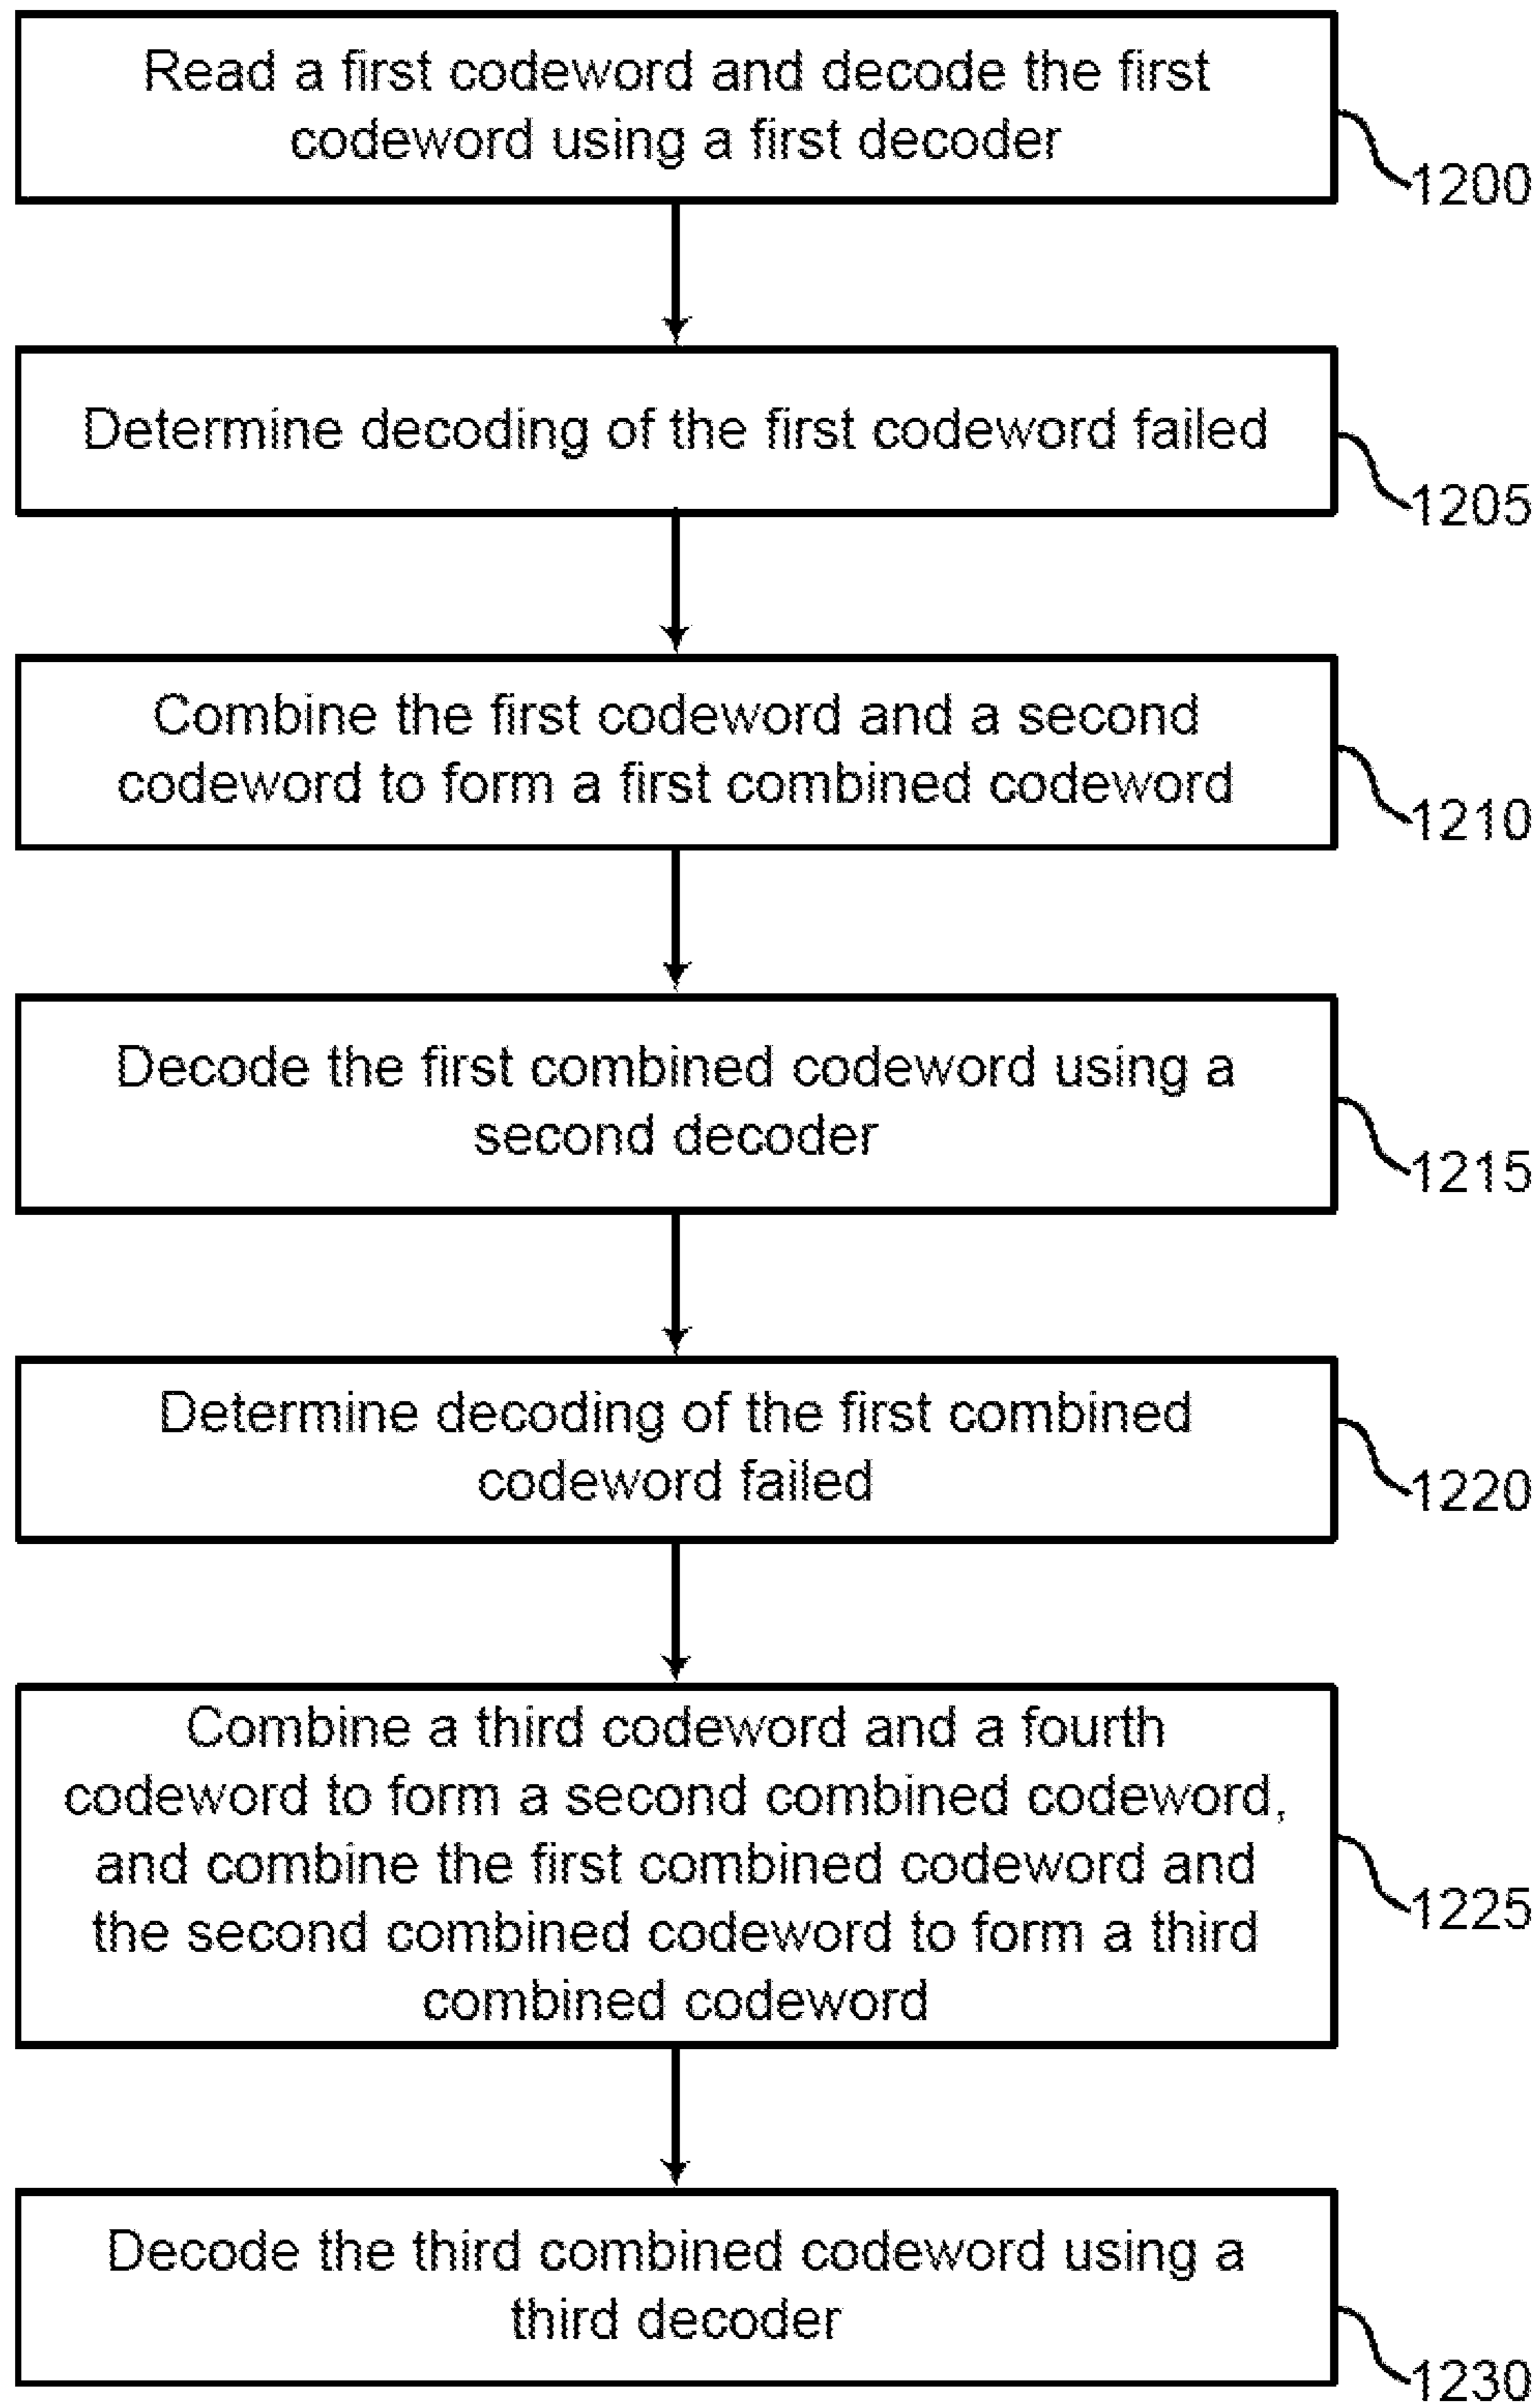 Read a first codeword and decode the first
codeword using a first decoder
1200
Determine decoding of the first codeword failed
1205
Combine the first codeword and a second
codeword to form a first combined codeword
1210
Decode the first combined codeword using a
second decoder
1215
Determine decoding of the first combined
codeword failed
1220
Combine a third codeword and a fourth
codeword to form a second combined codeword,
and combine the first combined codeword and
the second combined codeword to form a third
combined codeword
1225
Decode the third combined codeword using a
third decoder
1230